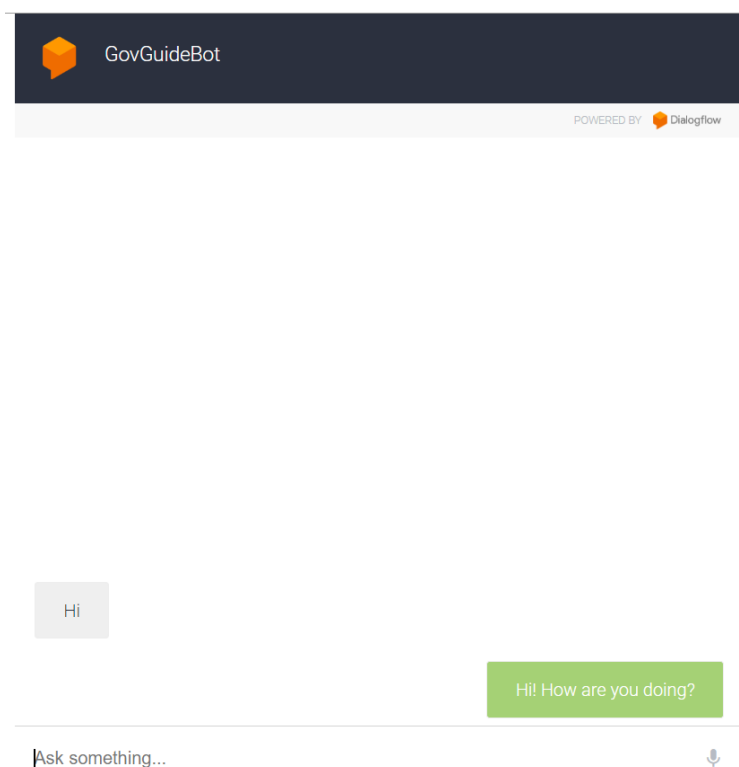 GovGuideBot
POWERED BY Dialogflow
Hi
Hi! How are you doing?
Ask something...